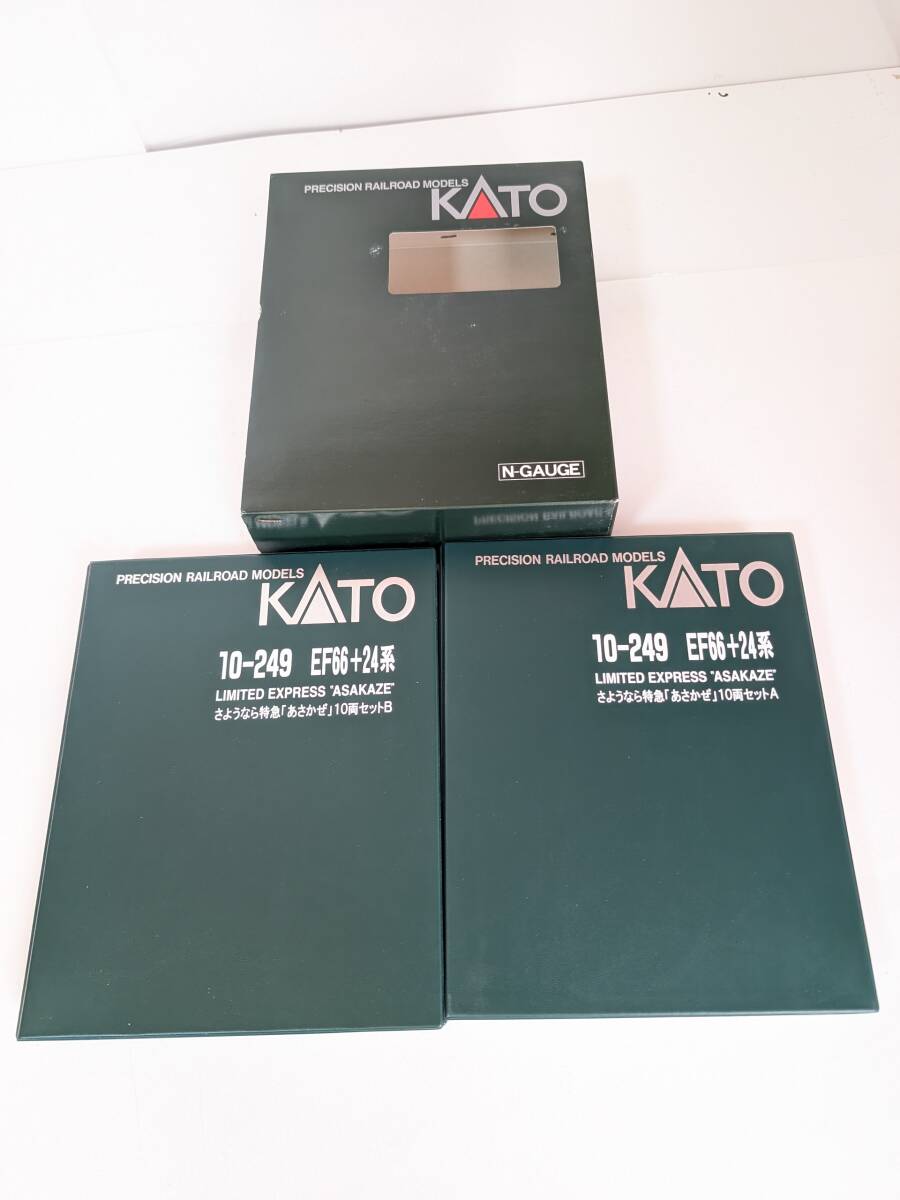 PRECISION RAILROAD MODELS
KATO
N-GAUGE
PRECISION RAILROAD MODELS
KATO
10-249 EF66+24系
LIMITED EXPRESS "ASAKAZE"
さようなら特急「あさかぜ」10両セットB
PRECISION RAILROAD MODELS
KATO
10-249 EF66+24系
LIMITED EXPRESS "ASAKAZE"
さようなら特急「あさかぜ」10両セットA